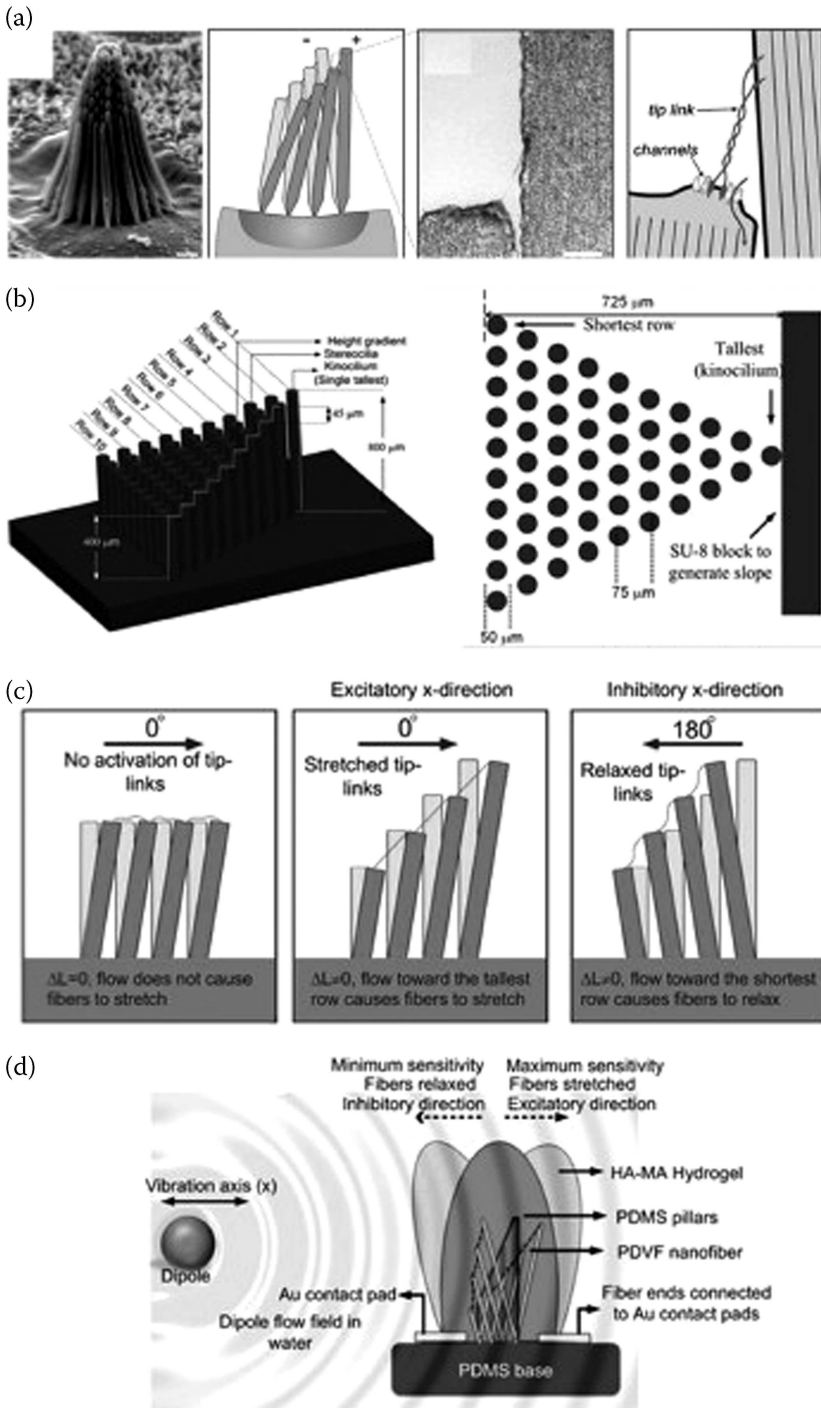 (a)
- +
tip link
channels
(b)
Row 1
Row 2
Row 3
Row 4
Row 5
Row 6
Row 7
Row 8
Row 9
Row 10
Height gradient
Stereocilia
Kinocilium
(Single tallest)
45 μm
800 μm
400 μm
725 μm
Shortest row
Tallest
(kinocilium)
SU-8 block to
generate slope
75 μm
50 μm
(c)
Excitatory x-direction
Inhibitory x-direction
0°
No activation of tip-
links
ΔL=0, flow does not cause
fibers to stretch
0°
Stretched tip-
links
ΔL≠0, flow toward the tallest
row causes fibers to stretch
180°
Relaxed tip-
links
ΔL≠0, flow toward the shortest
row causes fibers to relax
(d)
Minimum sensitivity
Fibers relaxed
Inhibitory direction
Maximum sensitivity
Fibers stretched
Excitatory direction
Vibration axis (x)
Dipole
HA-MA Hydrogel
PDMS pillars
PDVF nanofiber
Au contact pad
Dipole flow field in
water
Fiber ends connected
to Au contact pads
PDMS base